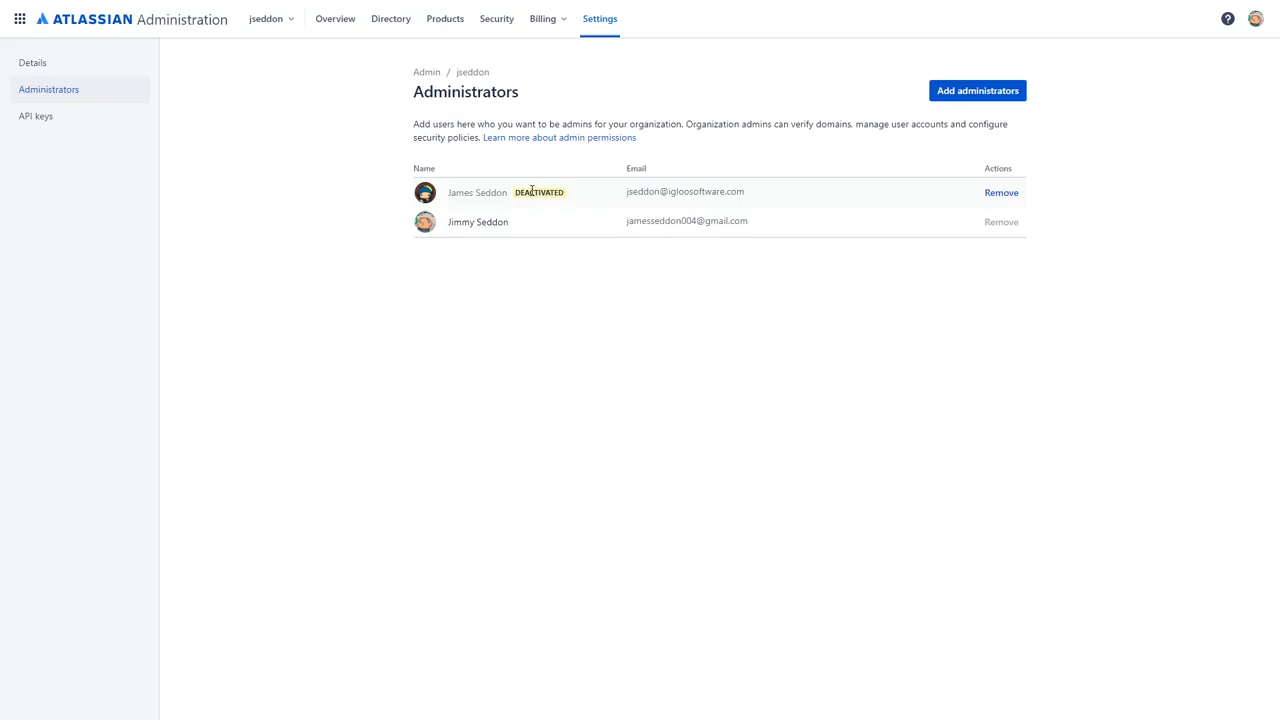 ATLASSIAN Administration jseddon Overview Directory Products Security Billing Settings
Details
Administrators
API keys
Admin / jseddon
Administrators
Add administrators
Add users here who you want to be admins for your organization. Organization admins can verify domains, manage user accounts and configure
security policies. Learn more about admin permissions
Name Email Actions
James Seddon DEACTIVATED jseddon@igloosoftware.com Remove
Jimmy Seddon jamesseddon004@gmail.com Remove